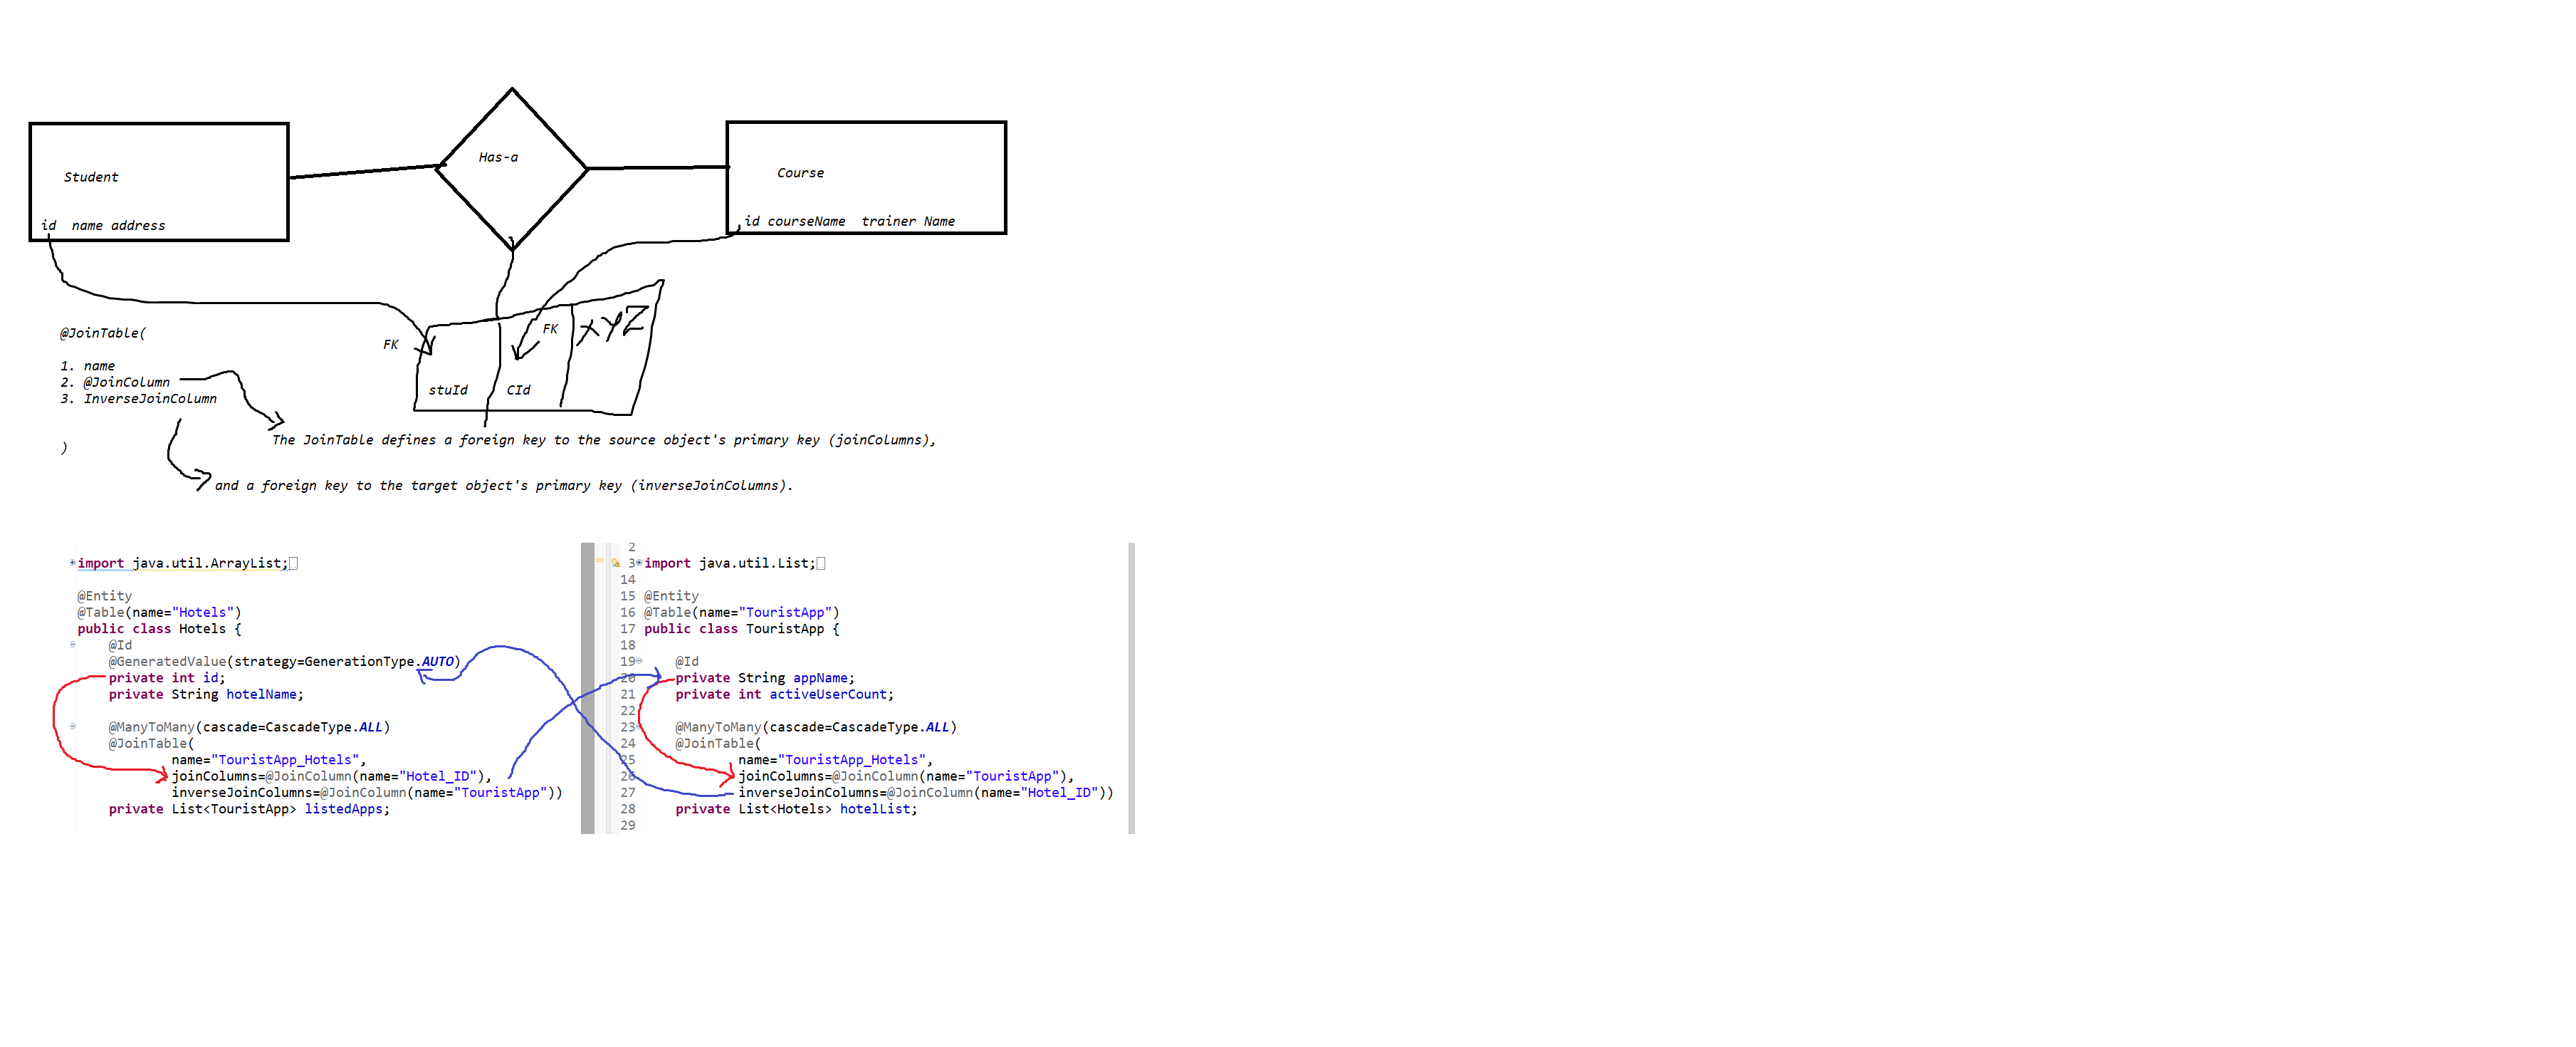 Has-a
Student
Course
id  name address
id courseName  trainer Name
FK
FK
XYZ
stuId
CId
@JoinTable(
1. name
2. @JoinColumn
3. InverseJoinColumn
)
The JoinTable defines a foreign key to the source object's primary key (joinColumns),
and a foreign key to the target object's primary key (inverseJoinColumns).
import java.util.ArrayList;
@Entity
@Table(name="Hotels")
public class Hotels {
@Id
@GeneratedValue(strategy=GenerationType.AUTO)
private int id;
private String hotelName;
@ManyToMany(cascade=CascadeType.ALL)
@JoinTable(
name="TouristApp_Hotels",
joinColumns=@JoinColumn(name="Hotel_ID"),
inverseJoinColumns=@JoinColumn(name="TouristApp"))
private List<TouristApp> listedApps;
2
3 import java.util.List;
14
15 @Entity
16 @Table(name="TouristApp")
17 public class TouristApp {
18
19 @Id
20 private String appName;
21 private int activeUserCount;
22
23 @ManyToMany(cascade=CascadeType.ALL)
24 @JoinTable(
25 name="TouristApp_Hotels",
26 joinColumns=@JoinColumn(name="TouristApp"),
27 inverseJoinColumns=@JoinColumn(name="Hotel_ID"))
28 private List<Hotels> hotelList;
29